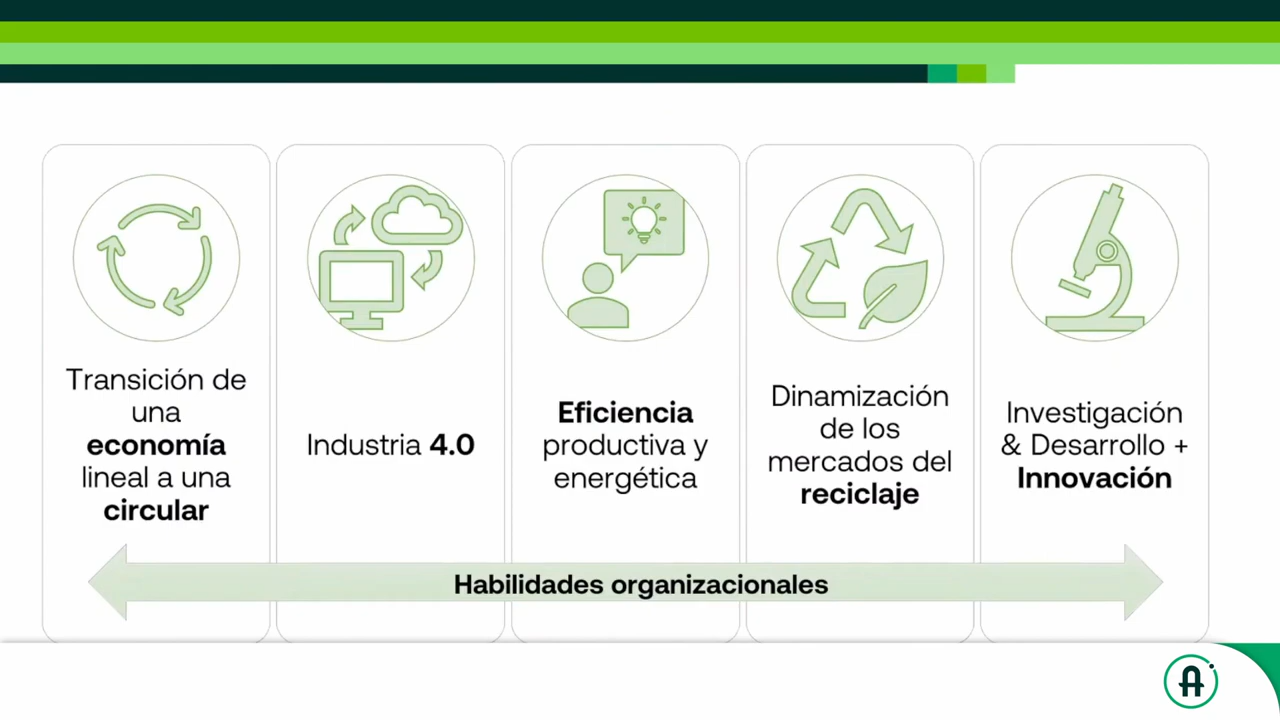 Transición de
una
economía
lineal a una
circular
Industria 4.0
Eficiencia
productiva y
energética
Dinamización
de los
mercados del
reciclaje
Investigación
& Desarrollo +
Innovación
Habilidades organizacionales
A